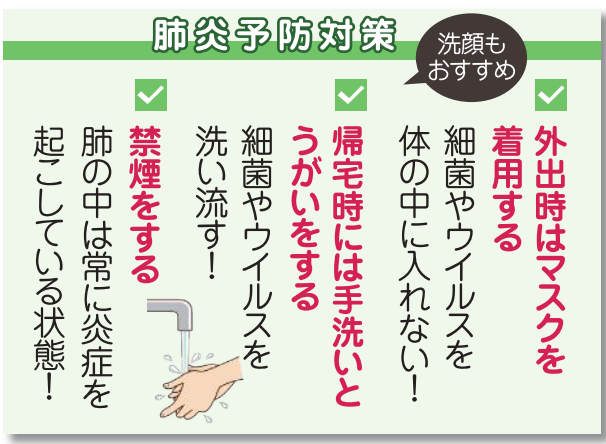 肺炎予防対策
洗顔も
おすすめ
外出時はマスクを
着用する
細菌やウイルスを
体の中に入れない！
帰宅時には手洗いと
うがいをする
細菌やウイルスを
洗い流す！
禁煙をする
肺の中は常に炎症を
起こしている状態！